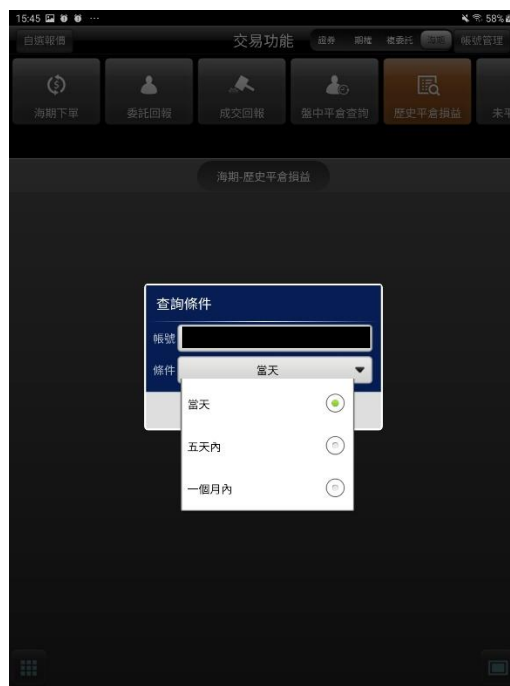 15:45 ... 58%
自選報價
交易功能
證券 期權 複委託 海期
帳號管理
海期下單 委託回報 成交回報 盤中平倉查詢 歷史平倉損益 未平
海期-歷史平倉損益
查詢條件
帳號
條件 當天
當天
五天內
一個月內